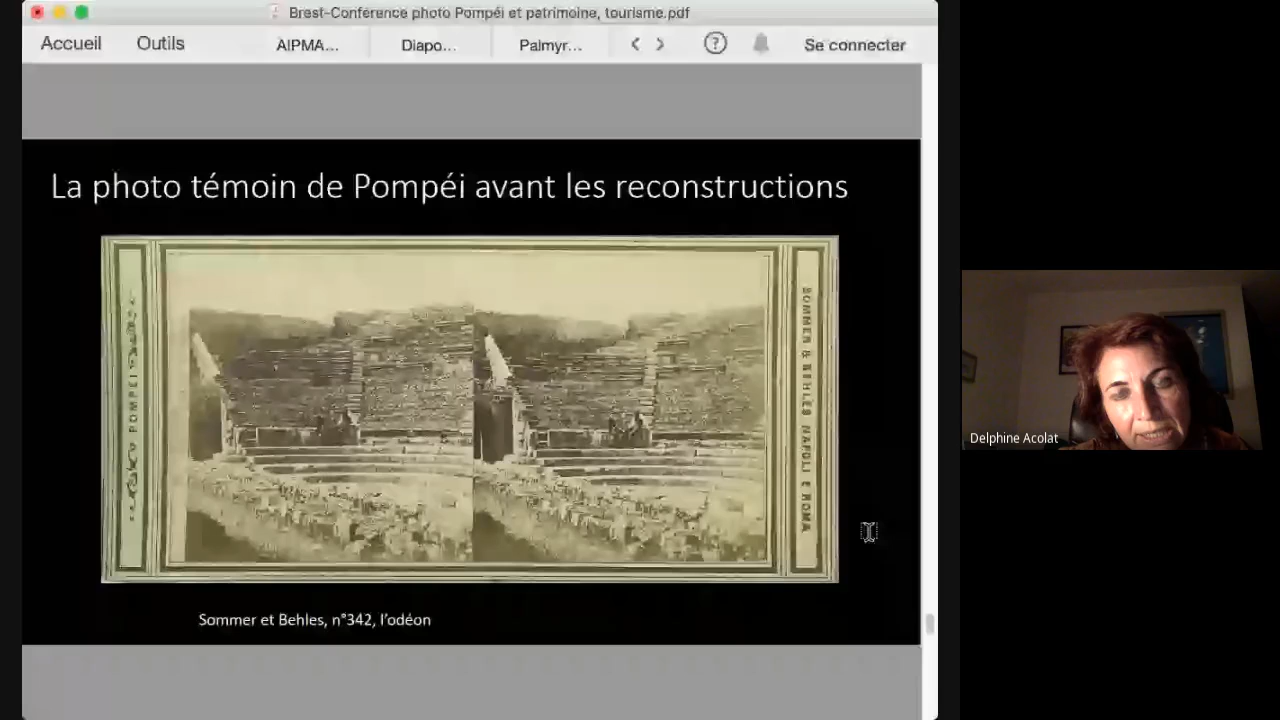 Brest-Conférence photo Pompéi et patrimoine, tourisme.pdf
Accueil Outils AIPMA... Diapo... Palmyr... ? Se connecter
La photo témoin de Pompéi avant les reconstructions
POMPEI
SOMMER & BEHLES NAPOLI E ROMA
Sommer et Behles, n°342, l'odéon
Delphine Acolat